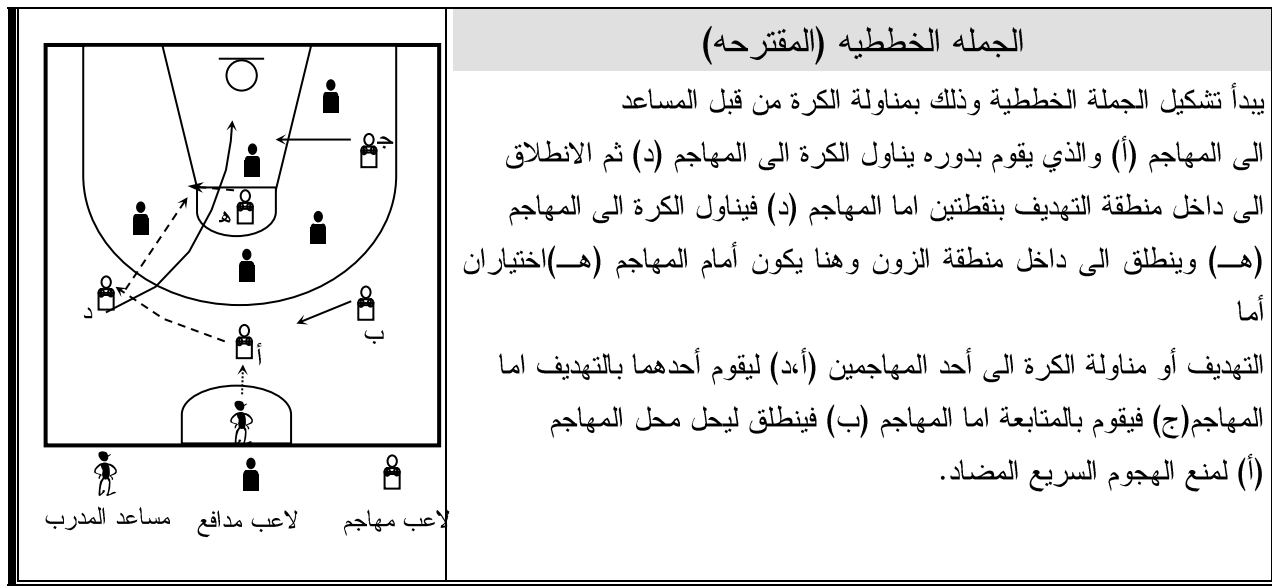 الجمله الخططيه (المقترحه)
يبدأ تشكيل الجملة الخططية وذلك بمناولة الكرة من قبل المساعد
الى المهاجم (أ) والذي يقوم بدوره يناول الكرة الى المهاجم (د) ثم الانطلاق
الى داخل منطقة التهديف بنقطتين اما المهاجم (د) فيناول الكرة الى المهاجم
(هـــ) وينطلق الى داخل منطقة الزون وهنا يكون أمام المهاجم (هـــ)اختياران
أما
التهديف أو مناولة الكرة الى أحد المهاجمين (أ،د) ليقوم أحدهما بالتهديف اما
المهاجم(ج) فيقوم بالمتابعة اما المهاجم (ب) فينطلق ليحل محل المهاجم
(أ) لمنع الهجوم السريع المضاد.
ج
هـ
د
ب
أ
لاعب مهاجم
لاعب مدافع
مساعد المدرب